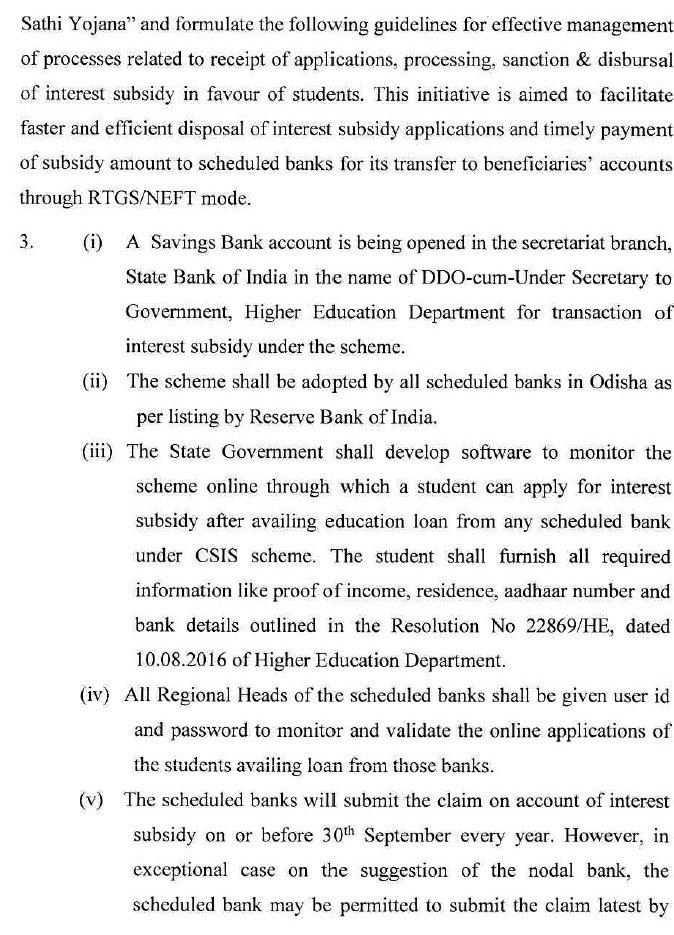 Sathi Yojana” and formulate the following guidelines for effective management
of processes related to receipt of applications, processing, sanction & disbursal
of interest subsidy in favour of students. This initiative is aimed to facilitate
faster and efficient disposal of interest subsidy applications and timely payment
of subsidy amount to scheduled banks for its transfer to beneficiaries’ accounts
through RTGS/NEFT mode.
3. (i) A Savings Bank account is being opened in the secretariat branch,
State Bank of India in the name of DDO-cum-Under Secretary to
Government, Higher Education Department for transaction of
interest subsidy under the scheme.
(ii) The scheme shall be adopted by all scheduled banks in Odisha as
per listing by Reserve Bank of India.
(iii) The State Government shall develop software to monitor the
scheme online through which a student can apply for interest
subsidy after availing education loan from any scheduled bank
under CSIS scheme. The student shall furnish all required
information like proof of income, residence, aadhaar number and
bank details outlined in the Resolution No 22869/HE, dated
10.08.2016 of Higher Education Department.
(iv) All Regional Heads of the scheduled banks shall be given user id
and password to monitor and validate the online applications of
the students availing loan from those banks.
(v) The scheduled banks will submit the claim on account of interest
subsidy on or before 30th September every year. However, in
exceptional case on the suggestion of the nodal bank, the
scheduled bank may be permitted to submit the claim latest by